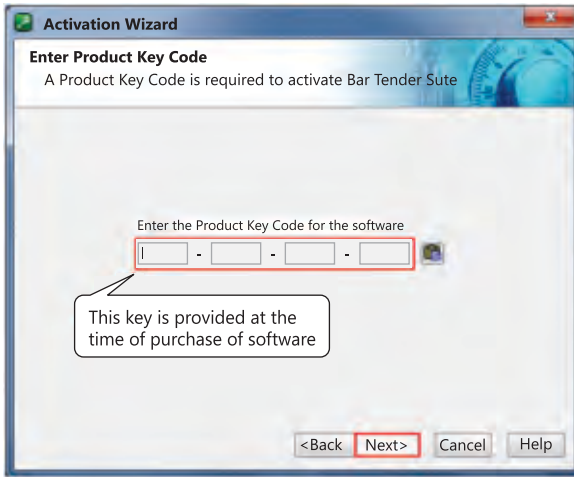 Activation Wizard
x
Enter Product Key Code
A Product Key Code is required to activate Bar Tender Sute
Enter the Product Key Code for the software
- - -
This key is provided at the
time of purchase of software
<Back Next> Cancel Help